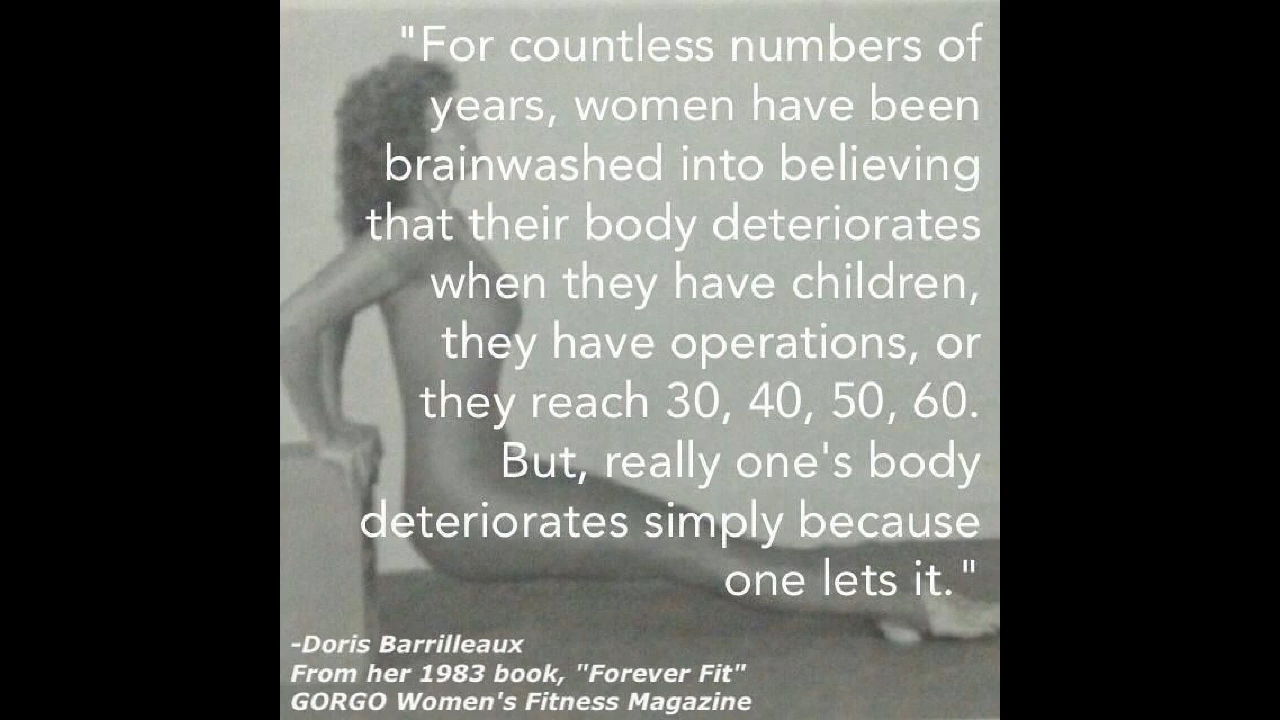 "For countless numbers of
years, women have been
brainwashed into believing
that their body deteriorates
when they have children,
they have operations, or
they reach 30, 40, 50, 60.
But, really one's body
deteriorates simply because
one lets it."
-Doris Barrilleaux
From her 1983 book, "Forever Fit"
GORGO Women's Fitness Magazine